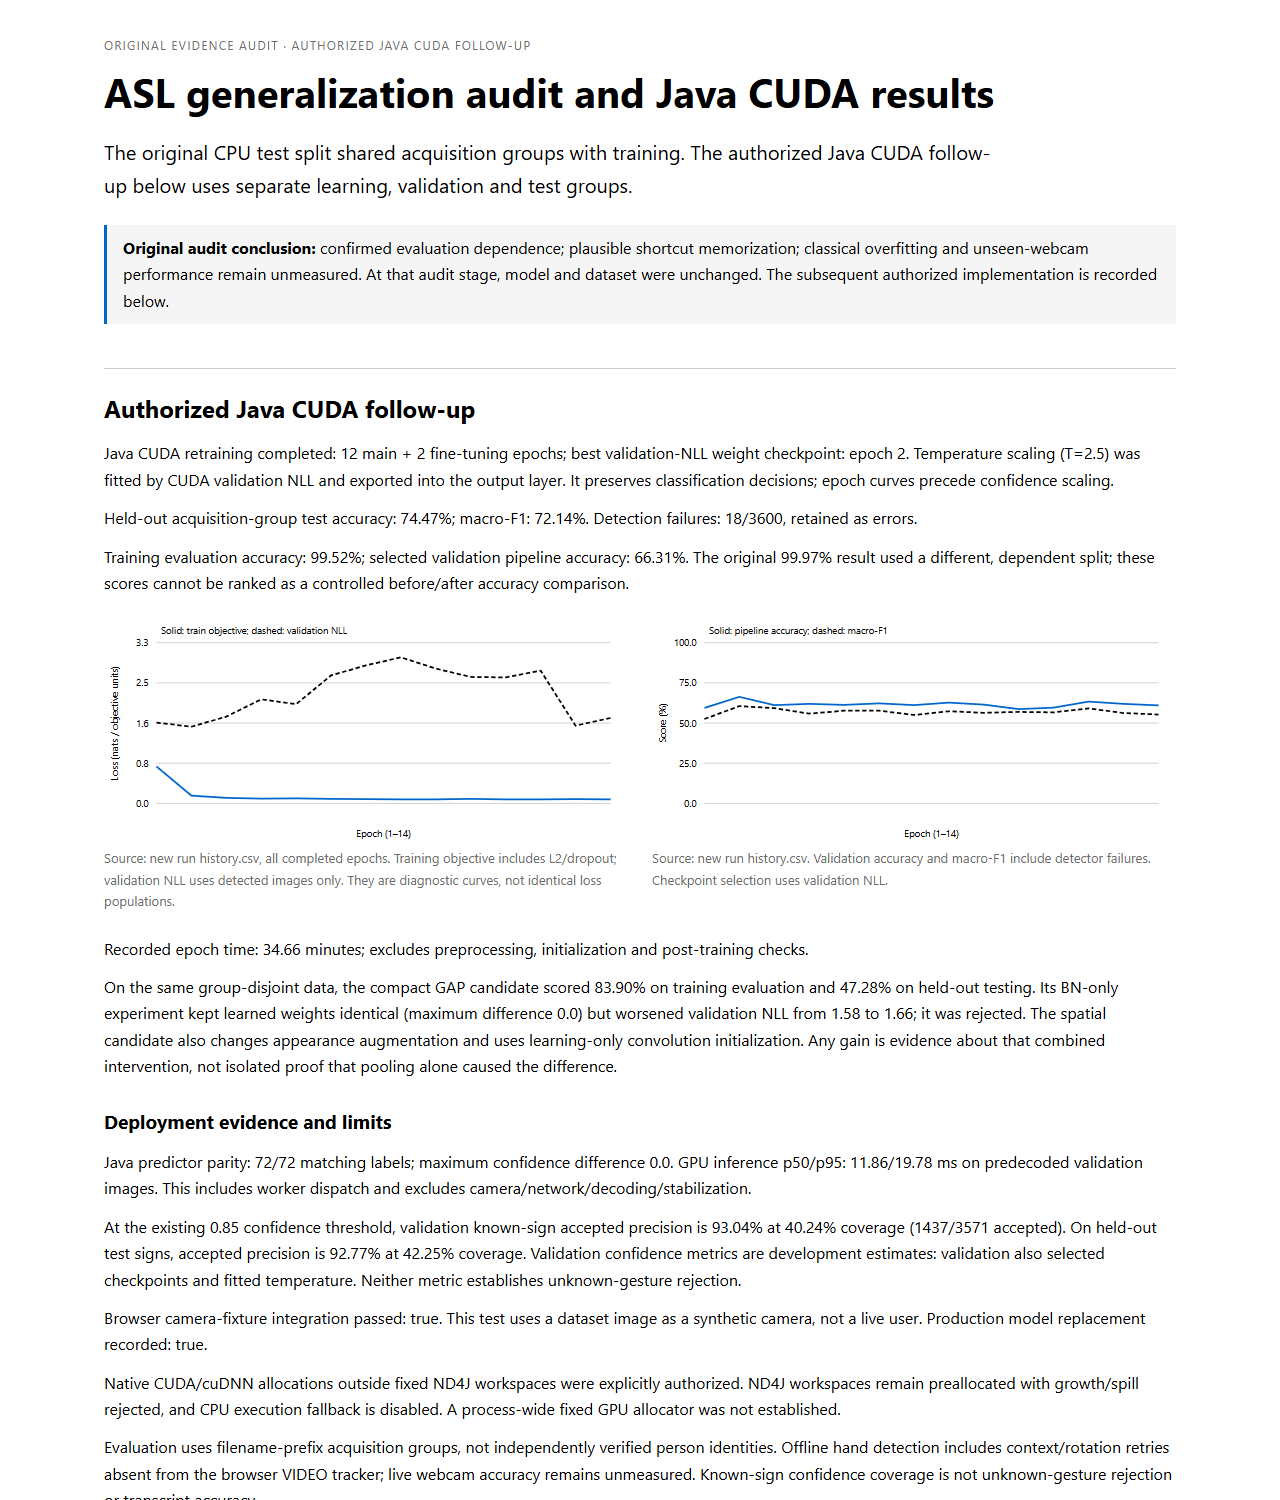 ORIGINAL EVIDENCE AUDIT · AUTHORIZED JAVA CUDA FOLLOW-UP
ASL generalization audit and Java CUDA results
The original CPU test split shared acquisition groups with training. The authorized Java CUDA follow-
up below uses separate learning, validation and test groups.
Original audit conclusion: confirmed evaluation dependence; plausible shortcut memorization; classical overfitting and unseen-webcam
performance remain unmeasured. At that audit stage, model and dataset were unchanged. The subsequent authorized implementation is recorded
below.
Authorized Java CUDA follow-up
Java CUDA retraining completed: 12 main + 2 fine-tuning epochs; best validation-NLL weight checkpoint: epoch 2. Temperature scaling (T=2.5) was
fitted by CUDA validation NLL and exported into the output layer. It preserves classification decisions; epoch curves precede confidence scaling.
Held-out acquisition-group test accuracy: 74.47%; macro-F1: 72.14%. Detection failures: 18/3600, retained as errors.
Training evaluation accuracy: 99.52%; selected validation pipeline accuracy: 66.31%. The original 99.97% result used a different, dependent split; these
scores cannot be ranked as a controlled before/after accuracy comparison.
Solid: train objective; dashed: validation NLL
3.3
2.5
1.6
0.8
0.0
Loss (nats / objective units)
Epoch (1–14)
Source: new run history.csv, all completed epochs. Training objective includes L2/dropout;
validation NLL uses detected images only. They are diagnostic curves, not identical loss
populations.
Solid: pipeline accuracy; dashed: macro-F1
100.0
75.0
50.0
25.0
0.0
Score (%)
Epoch (1–14)
Source: new run history.csv. Validation accuracy and macro-F1 include detector failures.
Checkpoint selection uses validation NLL.
Recorded epoch time: 34.66 minutes; excludes preprocessing, initialization and post-training checks.
On the same group-disjoint data, the compact GAP candidate scored 83.90% on training evaluation and 47.28% on held-out testing. Its BN-only
experiment kept learned weights identical (maximum difference 0.0) but worsened validation NLL from 1.58 to 1.66; it was rejected. The spatial
candidate also changes appearance augmentation and uses learning-only convolution initialization. Any gain is evidence about that combined
intervention, not isolated proof that pooling alone caused the difference.
Deployment evidence and limits
Java predictor parity: 72/72 matching labels; maximum confidence difference 0.0. GPU inference p50/p95: 11.86/19.78 ms on predecoded validation
images. This includes worker dispatch and excludes camera/network/decoding/stabilization.
At the existing 0.85 confidence threshold, validation known-sign accepted precision is 93.04% at 40.24% coverage (1437/3571 accepted). On held-out
test signs, accepted precision is 92.77% at 42.25% coverage. Validation confidence metrics are development estimates: validation also selected
checkpoints and fitted temperature. Neither metric establishes unknown-gesture rejection.
Browser camera-fixture integration passed: true. This test uses a dataset image as a synthetic camera, not a live user. Production model replacement
recorded: true.
Native CUDA/cuDNN allocations outside fixed ND4J workspaces were explicitly authorized. ND4J workspaces remain preallocated with growth/spill
rejected, and CPU execution fallback is disabled. A process-wide fixed GPU allocator was not established.
Evaluation uses filename-prefix acquisition groups, not independently verified person identities. Offline hand detection includes context/rotation retries
absent from the browser VIDEO tracker; live webcam accuracy remains unmeasured. Known-sign confidence coverage is not unknown-gesture rejection
or transcript accuracy.